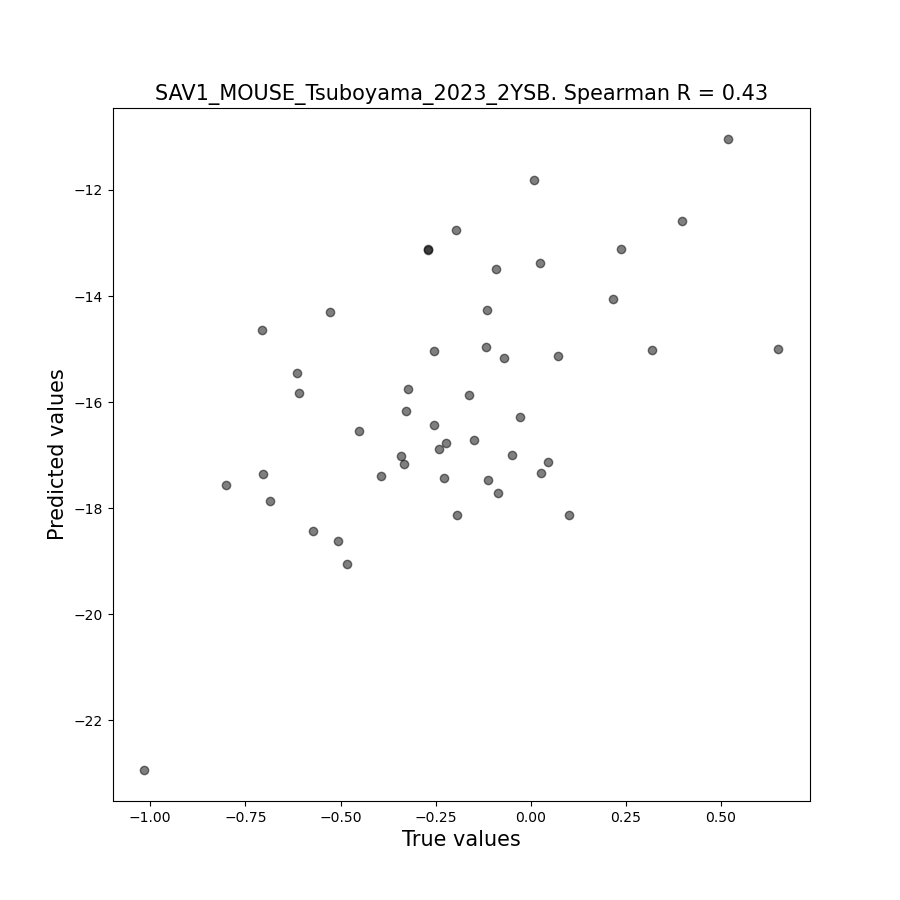 SAV1_MOUSE_Tsuboyama_2023_2YSB. Spearman R = 0.43
−12
−14
−16
−18
−20
−22
Predicted values
−1.00 −0.75 −0.50 −0.25 0.00 0.25 0.50
True values